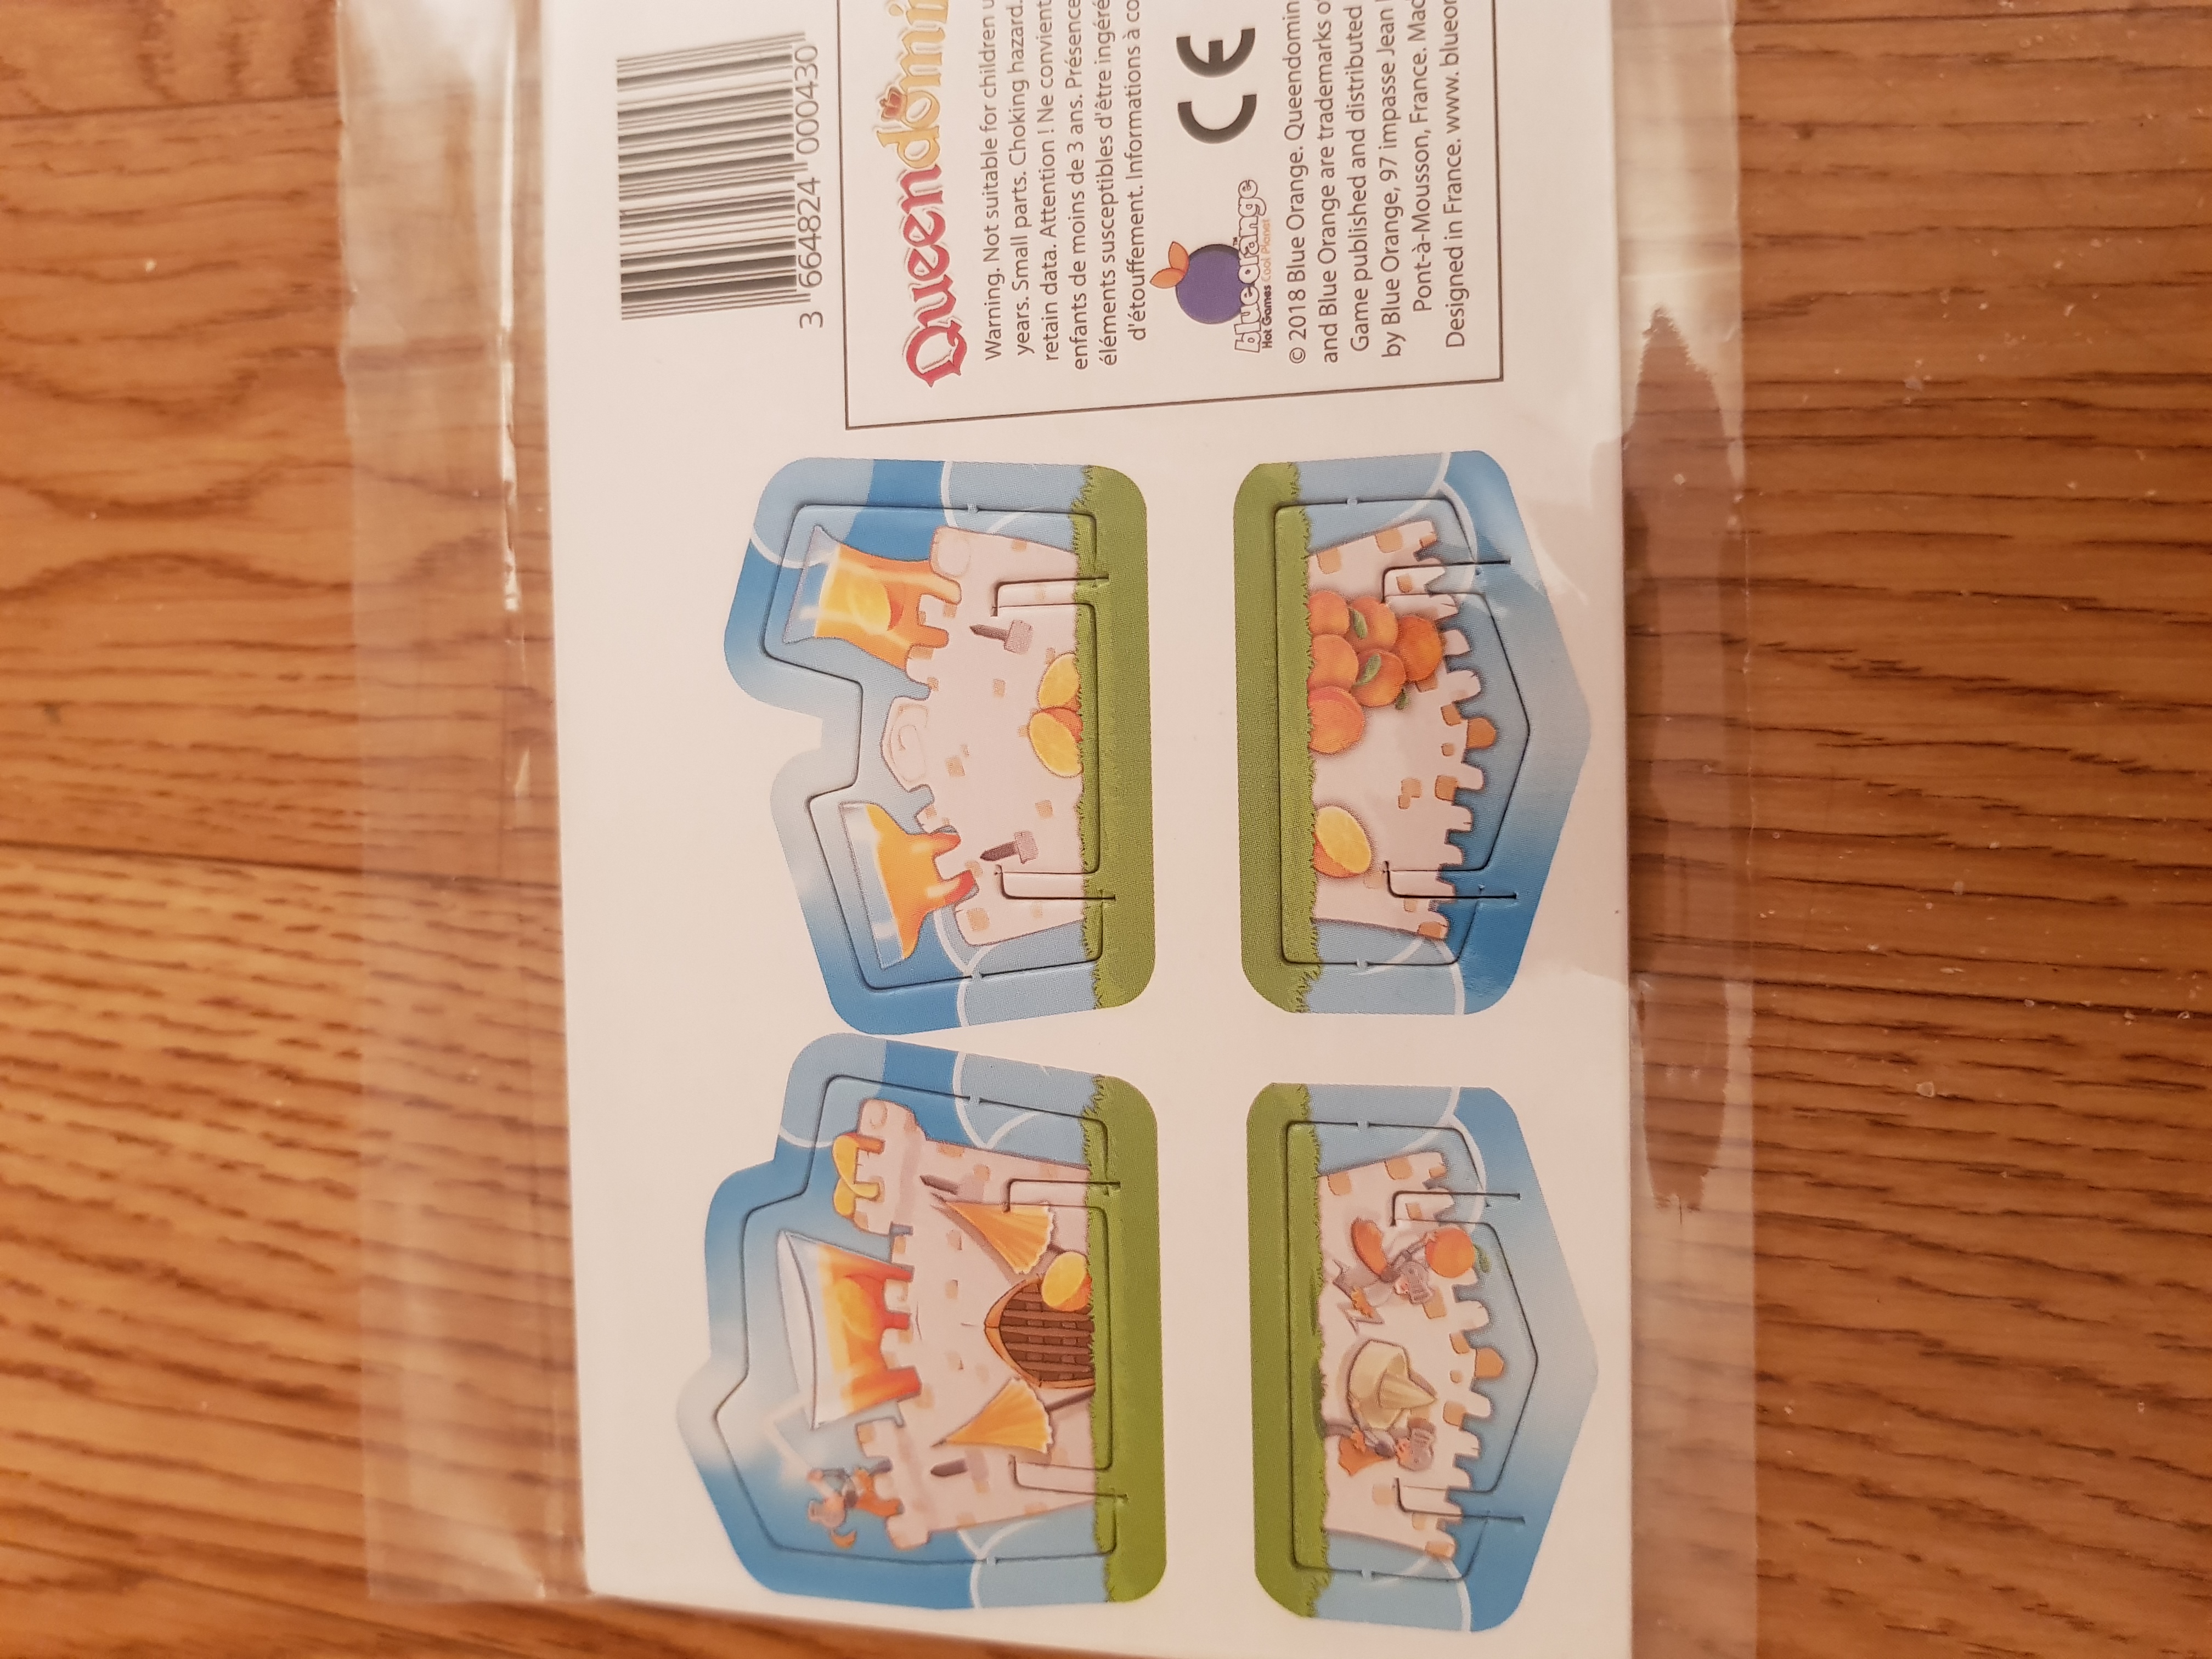 3 664824 000430
Queendomi
Warning. Not suitable for children
years. Small parts. Choking hazard.
retain data. Attention ! Ne convient
enfants de moins de 3 ans. Présence
éléments susceptibles d'être ingéré
d'étouffement. Informations à co
CE
blue orange™
Hot Games Cool Planet
© 2018 Blue Orange. Queendomin
and Blue Orange are trademarks o
Game published and distributed
by Blue Orange, 97 impasse Jean
Pont-à-Mousson, France. Mad
Designed in France. www. blueor